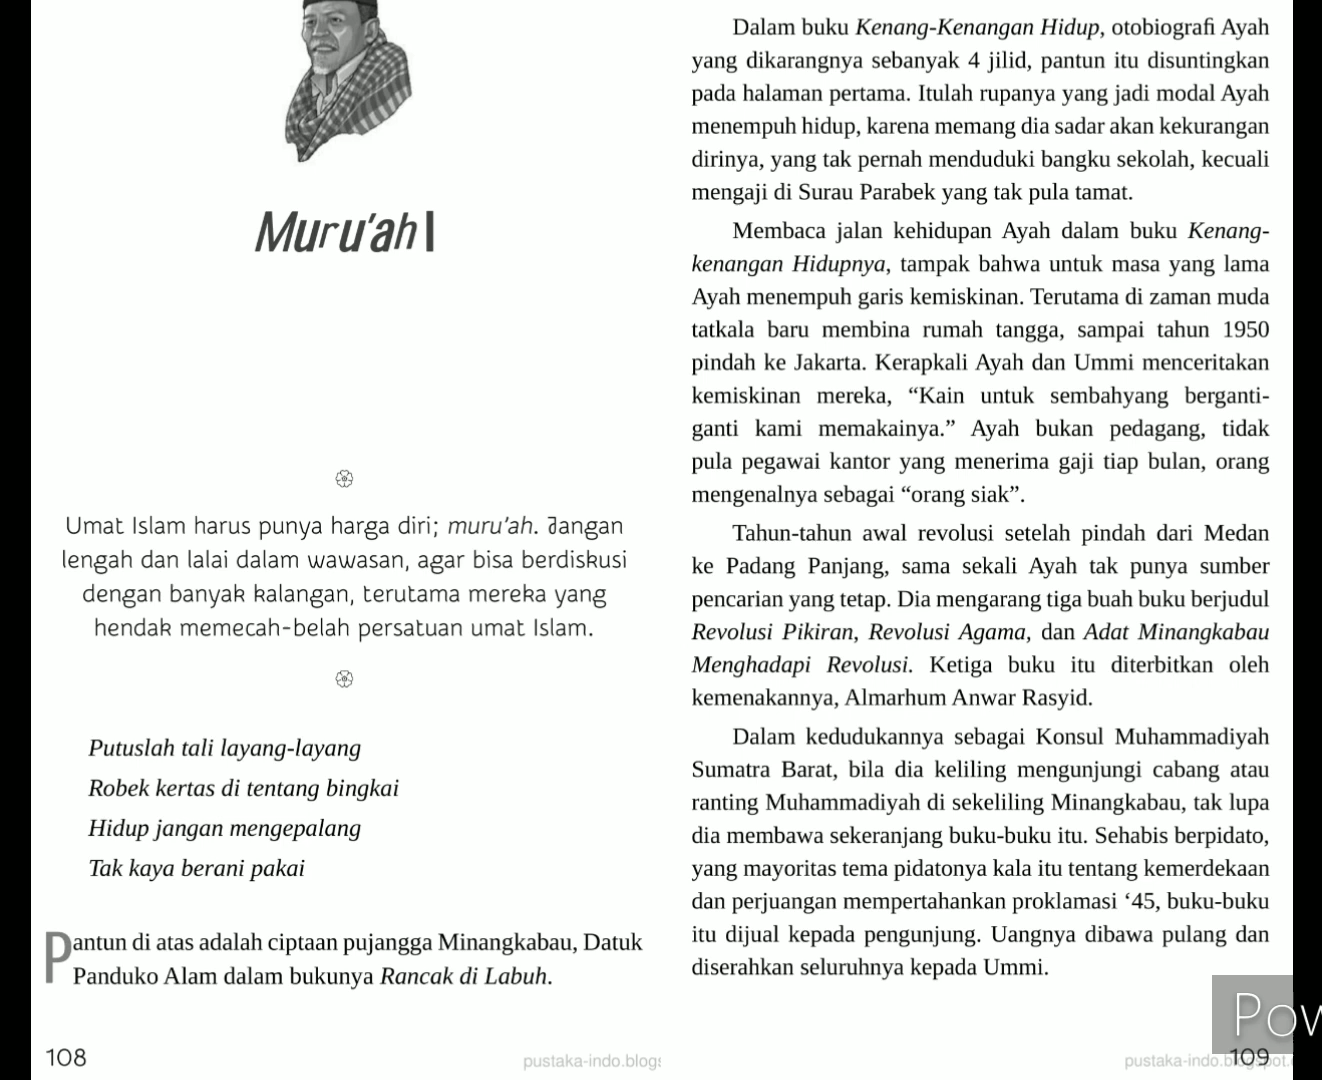 Muru'ah I
Umat Islam harus punya harga diri; muru'ah. Jangan
lengah dan lalai dalam wawasan, agar bisa berdiskusi
dengan banyak kalangan, terutama mereka yang
hendak memecah-belah persatuan umat Islam.
Putuslah tali layang-layang
Robek kertas di tentang bingkai
Hidup jangan mengepalang
Tak kaya berani pakai
Pantun di atas adalah ciptaan pujangga Minangkabau, Datuk
Panduko Alam dalam bukunya Rancak di Labuh.
108
pustaka-indo.blogs
Dalam buku Kenang-Kenangan Hidup, otobiografi Ayah
yang dikarangnya sebanyak 4 jilid, pantun itu disuntingkan
pada halaman pertama. Itulah rupanya yang jadi modal Ayah
menempuh hidup, karena memang dia sadar akan kekurangan
dirinya, yang tak pernah menduduki bangku sekolah, kecuali
mengaji di Surau Parabek yang tak pula tamat.
Membaca jalan kehidupan Ayah dalam buku Kenang-
kenangan Hidupnya, tampak bahwa untuk masa yang lama
Ayah menempuh garis kemiskinan. Terutama di zaman muda
tatkala baru membina rumah tangga, sampai tahun 1950
pindah ke Jakarta. Kerapkali Ayah dan Ummi menceritakan
kemiskinan mereka, “Kain untuk sembahyang berganti-
ganti kami memakainya.” Ayah bukan pedagang, tidak
pula pegawai kantor yang menerima gaji tiap bulan, orang
mengenalnya sebagai “orang siak”.
Tahun-tahun awal revolusi setelah pindah dari Medan
ke Padang Panjang, sama sekali Ayah tak punya sumber
pencarian yang tetap. Dia mengarang tiga buah buku berjudul
Revolusi Pikiran, Revolusi Agama, dan Adat Minangkabau
Menghadapi Revolusi. Ketiga buku itu diterbitkan oleh
kemenakannya, Almarhum Anwar Rasyid.
Dalam kedudukannya sebagai Konsul Muhammadiyah
Sumatra Barat, bila dia keliling mengunjungi cabang atau
ranting Muhammadiyah di sekeliling Minangkabau, tak lupa
dia membawa sekeranjang buku-buku itu. Sehabis berpidato,
yang mayoritas tema pidatonya kala itu tentang kemerdekaan
dan perjuangan mempertahankan proklamasi ‘45, buku-buku
itu dijual kepada pengunjung. Uangnya dibawa pulang dan
diserahkan seluruhnya kepada Ummi.
Pow
pustaka-indo.blogspot.
109